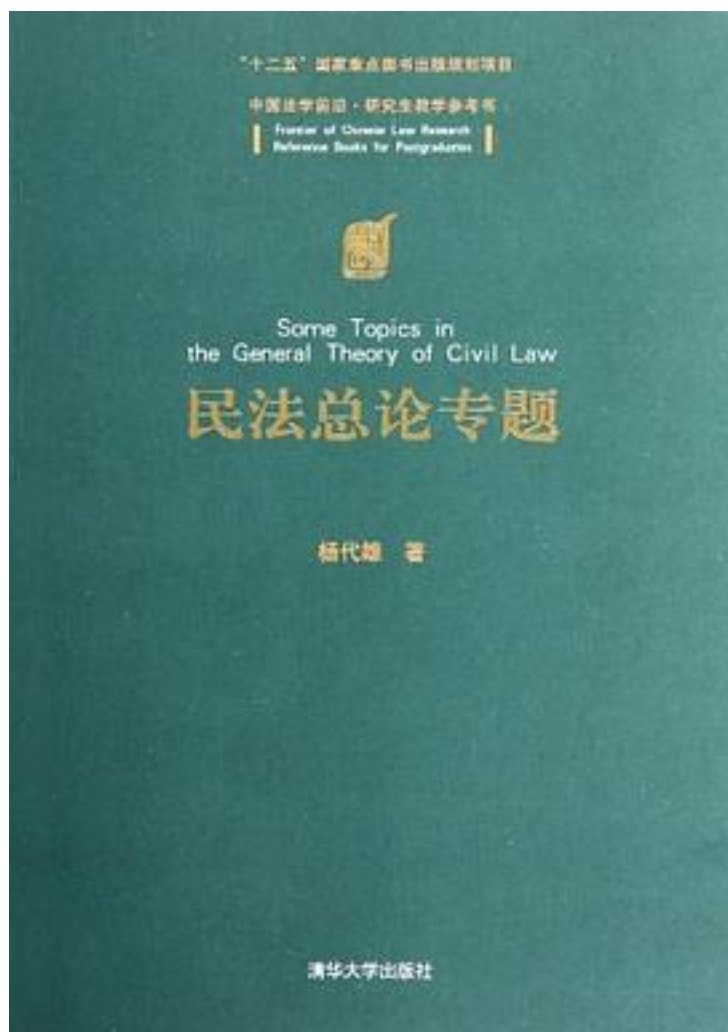 “十二五”国家重点图书出版规划项目
中国法学前沿·研究生教学参考书
Frontier of Chinese Law Research
Reference Books for Postgraduates
Some Topics in
the General Theory of Civil Law
民法总论专题
杨代雄 著
清华大学出版社